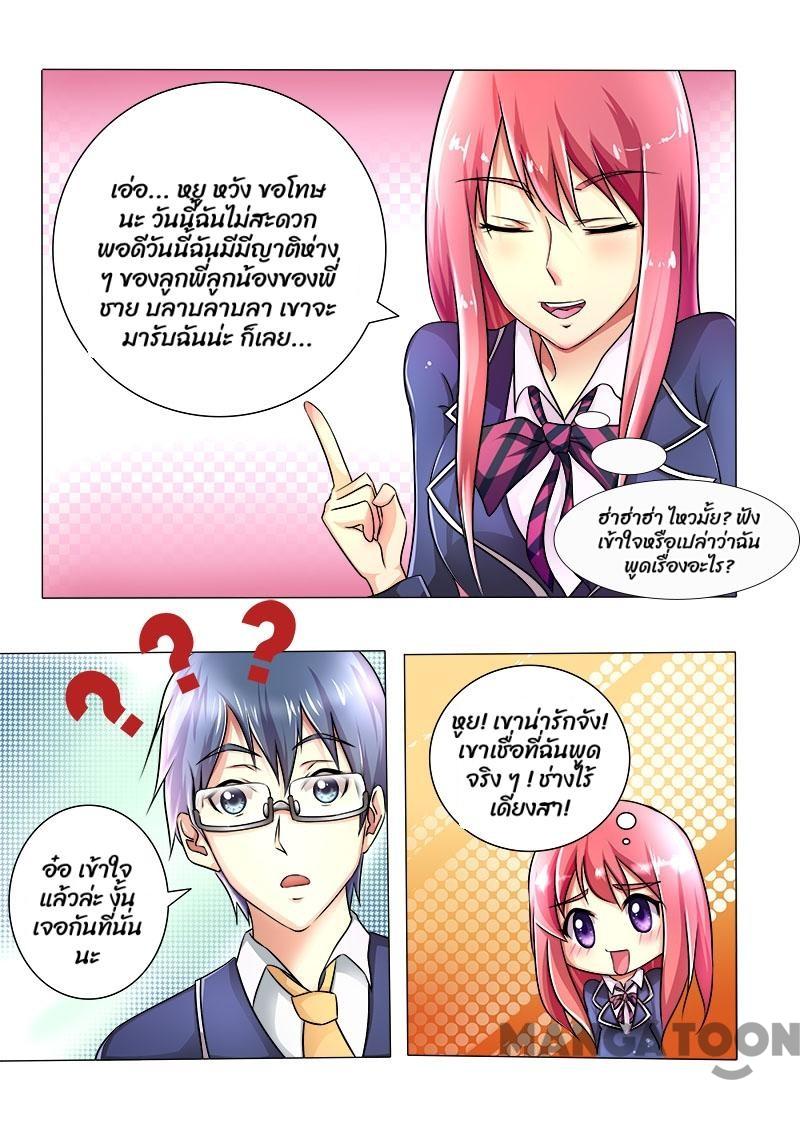 เอ่อ... หยู หวัง ขอโทษ
นะ วันนี้ฉันไม่สะดวก
พอดีวันนี้ฉันมีมีญาติห่าง
ๆ ของลูกพี่ลูกน้องของพี่
ชาย บลาบลาบลา เขาจะ
มารับฉันน่ะ ก็เลย...
ฮ่าฮ่าฮ่า ไหวมั้ย? ฟัง
เข้าใจหรือเปล่าว่าฉัน
พูดเรื่องอะไร?
? ? ?
อ๋อ เข้าใจ
แล้วล่ะ งั้น
เจอกันที่นั่น
นะ
หูย! เขาน่ารักจัง!
เขาเชื่อที่ฉันพูด
จริง ๆ ! ช่างไร้
เดียงสา!
MANGATOON